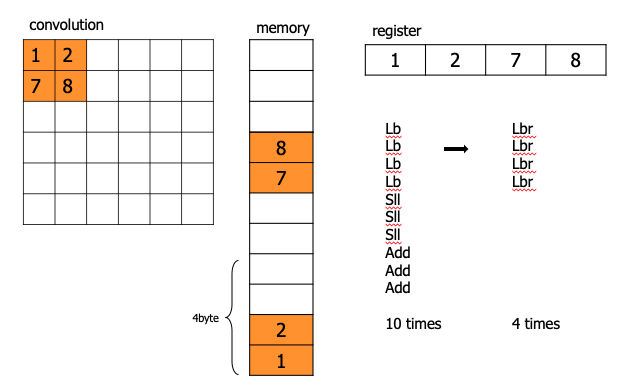 convolution
1 2
7 8
memory
8
7
4byte
2
1
register
1 2 7 8
Lb
Lb
Lb
Lb
Sll
Sll
Sll
Add
Add
Add
10 times
Lbr
Lbr
Lbr
Lbr
4 times